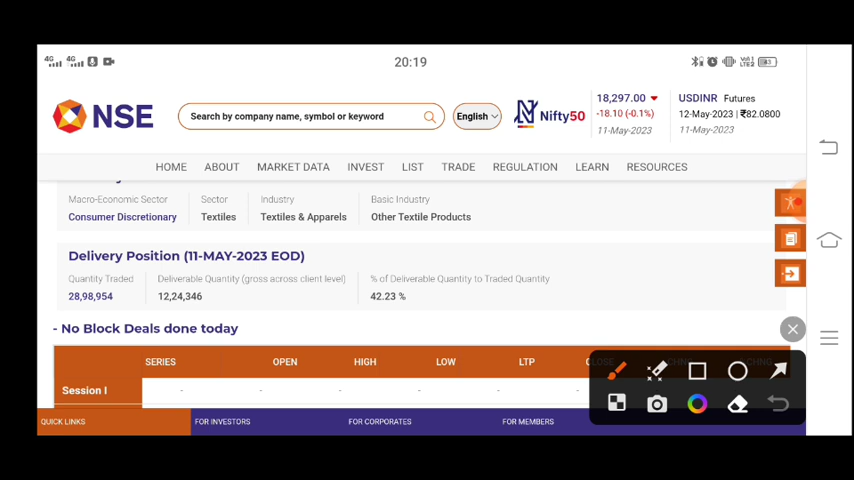 20:19
NSE
Search by company name, symbol or keyword
English
Nifty50
18,297.00
-18.10 (-0.1%)
11-May-2023
USDINR Futures
12-May-2023 | ₹82.0800
11-May-2023
HOME ABOUT MARKET DATA INVEST LIST TRADE REGULATION LEARN RESOURCES
Macro-Economic Sector Sector Industry Basic Industry
Consumer Discretionary Textiles Textiles & Apparels Other Textile Products
Delivery Position (11-MAY-2023 EOD)
Quantity Traded Deliverable Quantity (gross across client level) % of Deliverable Quantity to Traded Quantity
28,98,954 12,24,346 42.23 %
- No Block Deals done today
SERIES OPEN HIGH LOW LTP
Session I - - - - -
QUICK LINKS FOR INVESTORS FOR CORPORATES FOR MEMBERS